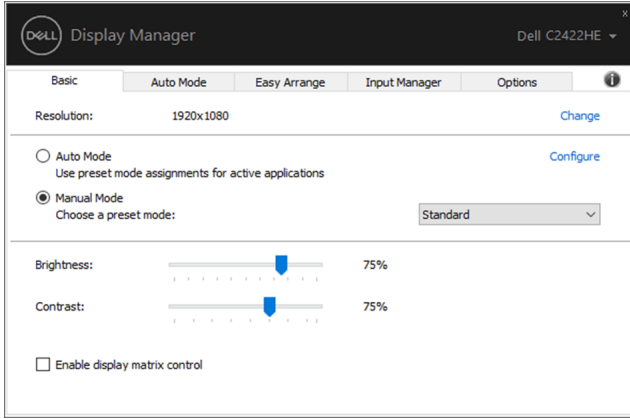 x
DELL Display Manager Dell C2422HE
Basic Auto Mode Easy Arrange Input Manager Options i
Resolution: 1920x1080 Change
Auto Mode Configure
Use preset mode assignments for active applications
Manual Mode
Choose a preset mode: Standard
Brightness: 75%
Contrast: 75%
Enable display matrix control